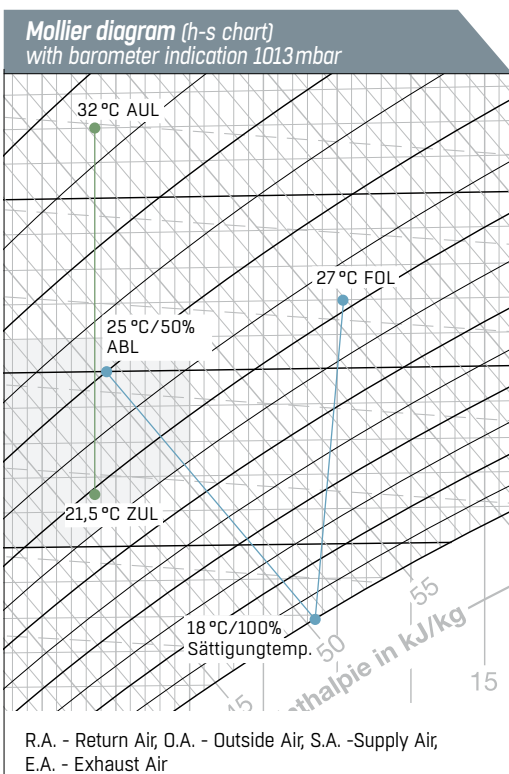 Mollier diagram (h-s chart)
with barometer indication 1013 mbar
32 °C AUL
27 °C FOL
25 °C/50%
ABL
21,5 °C ZUL
18 °C/100%
Sättigungtemp.
45
50
55
nthalpie in kJ/kg
15
R.A. - Return Air, O.A. - Outside Air, S.A. -Supply Air,
E.A. - Exhaust Air